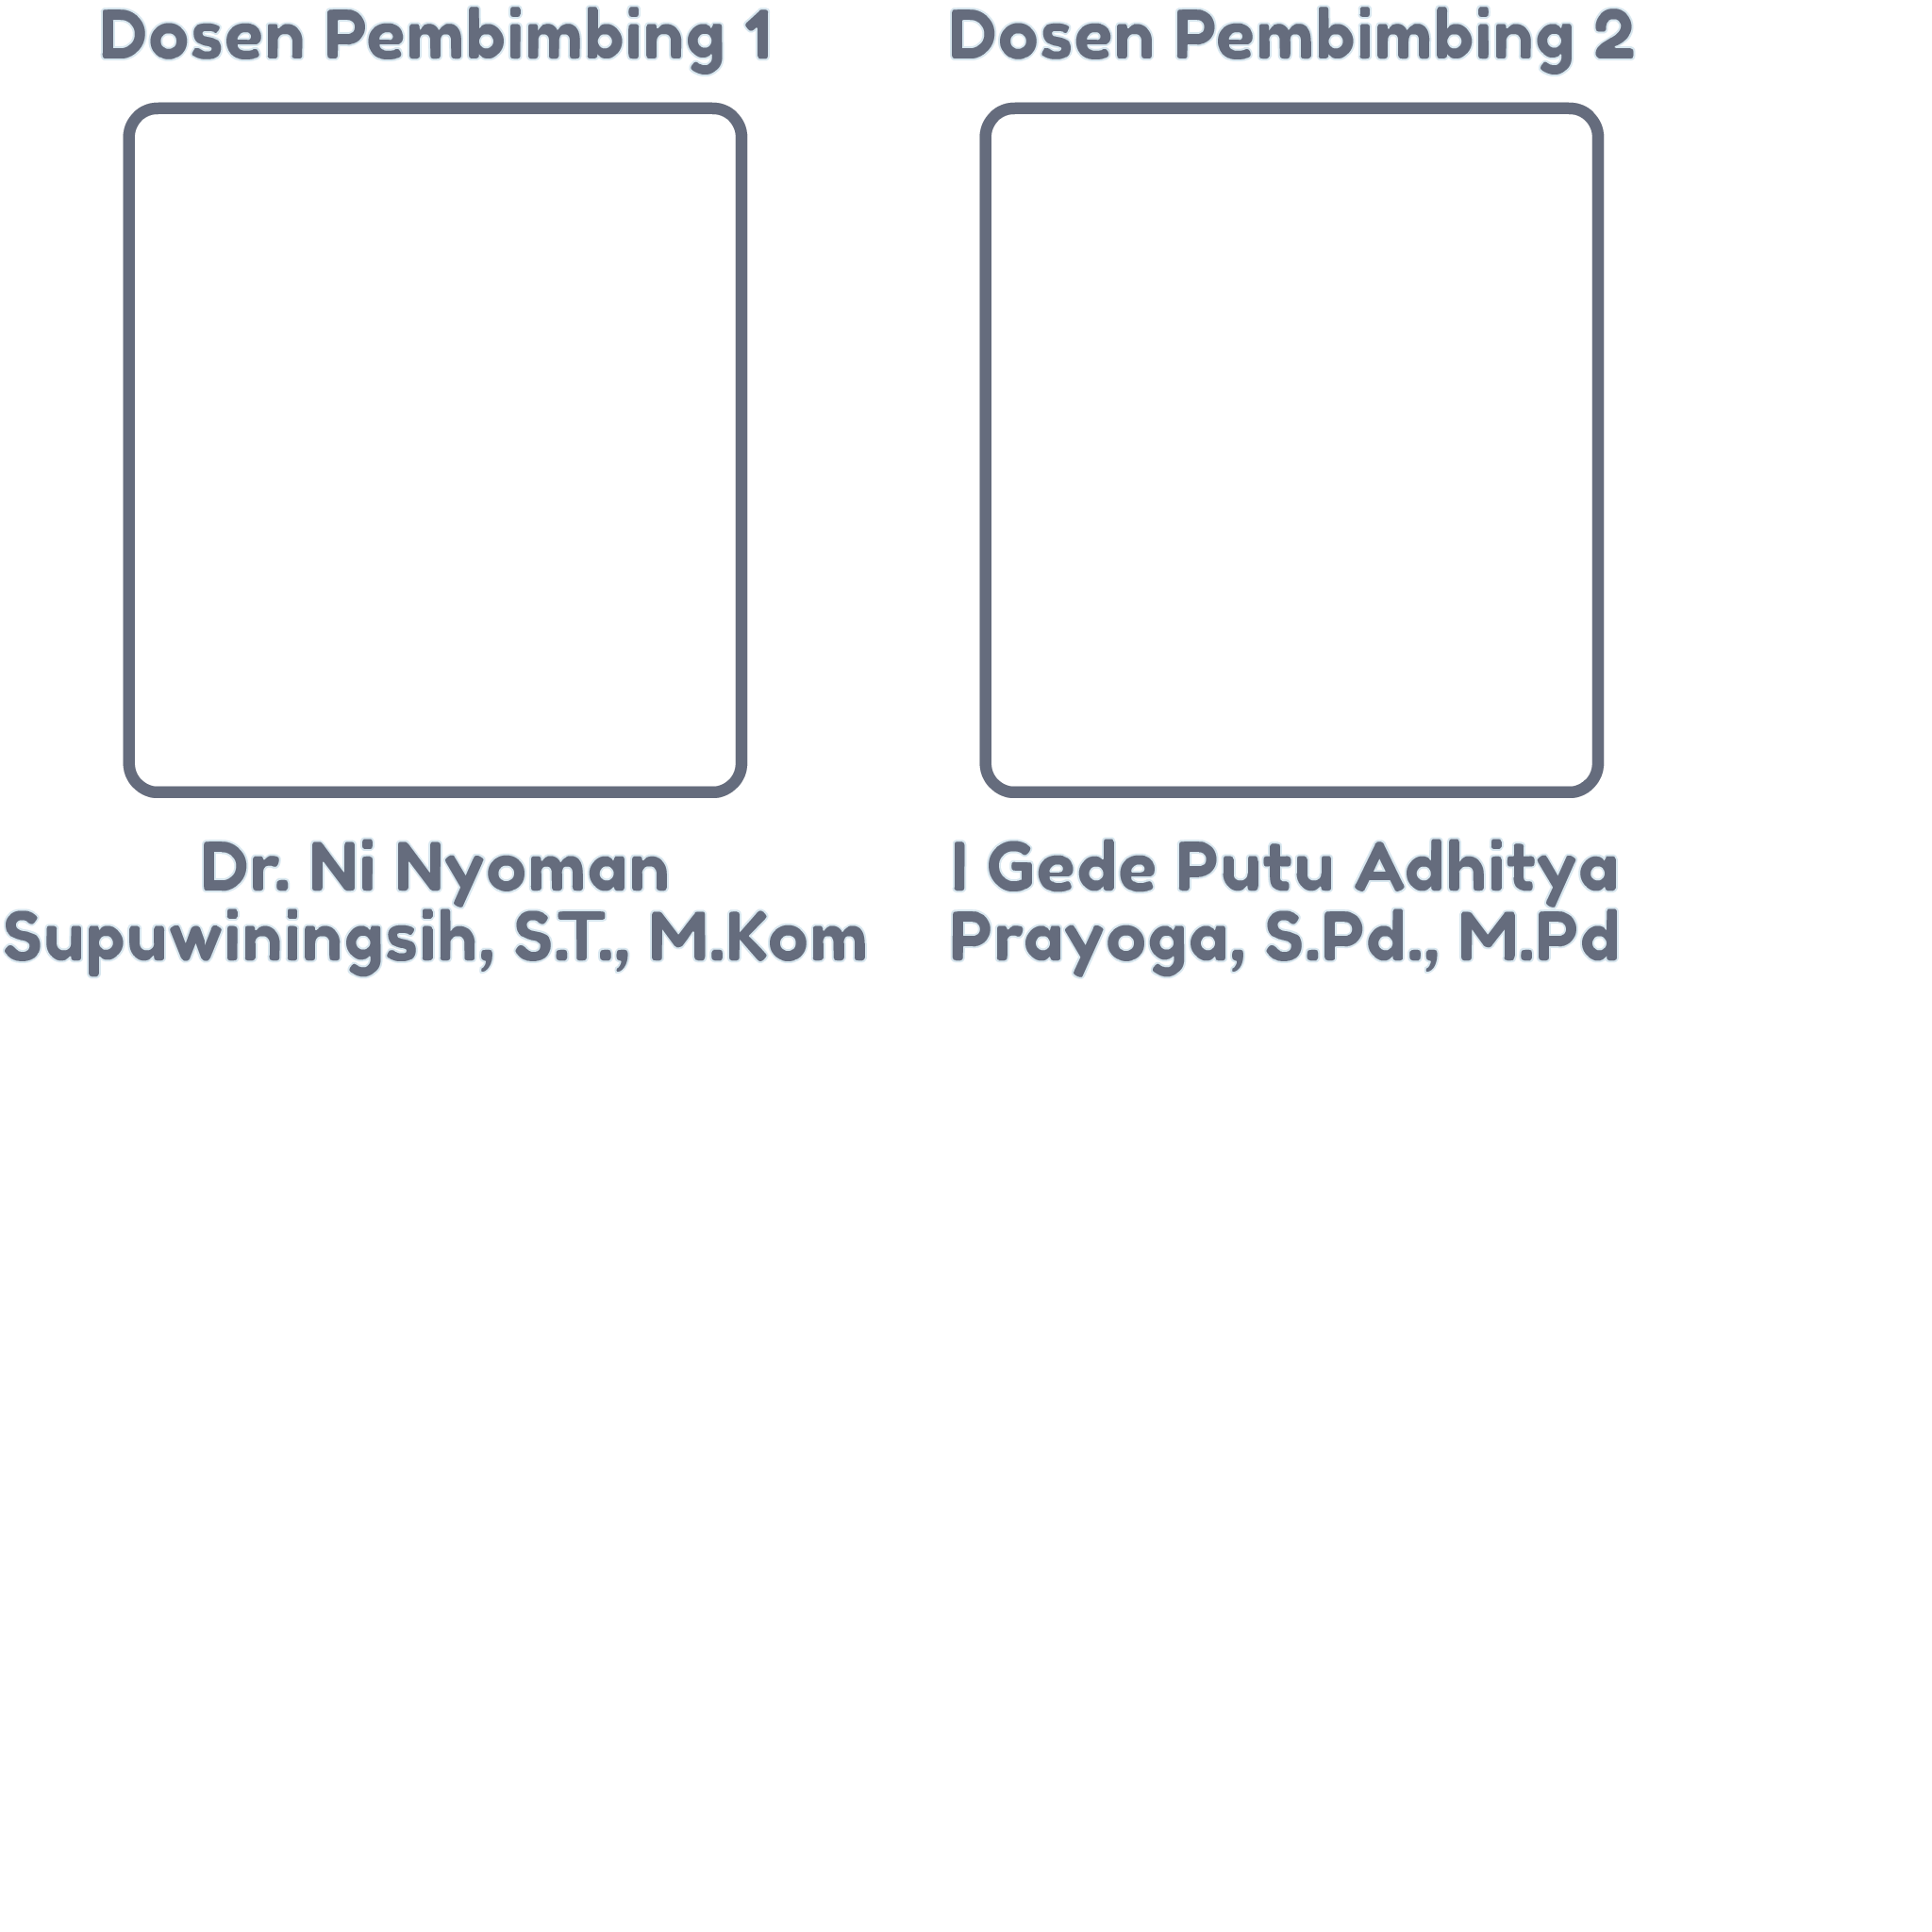 Dosen Pembimbing 1
Dosen Pembimbing 2
Dr. Ni Nyoman
Supuwiningsih, S.T., M.Kom
I Gede Putu Adhitya
Prayoga, S.Pd., M.Pd